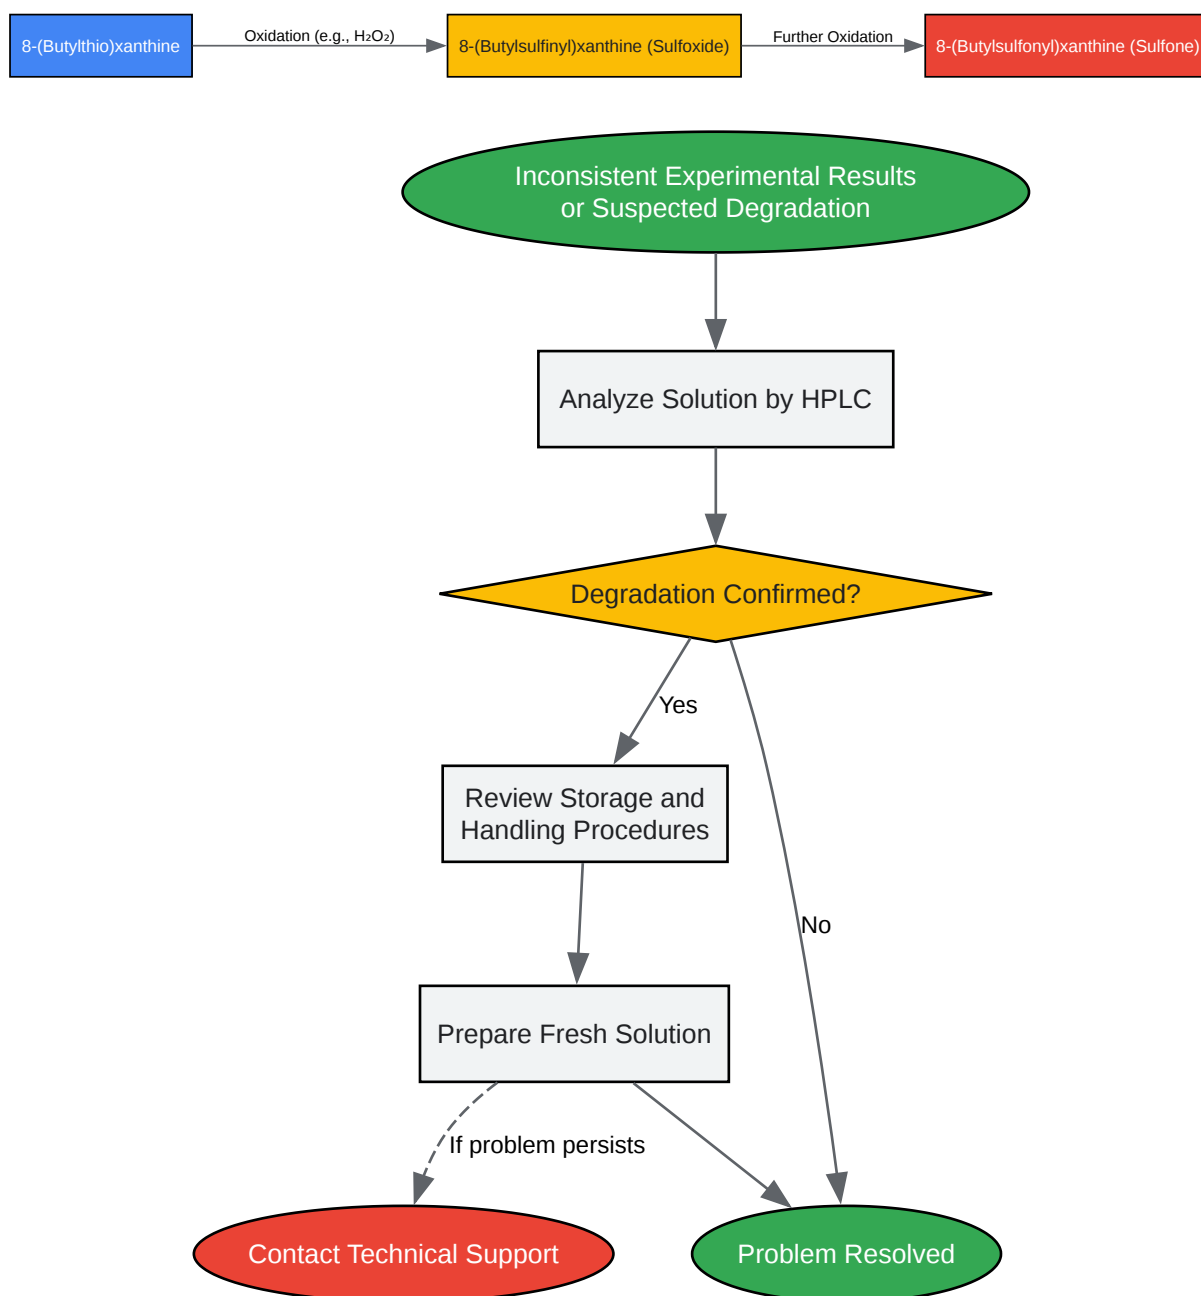 8-(Butylthio)xanthine
Oxidation (e.g., H₂O₂)
8-(Butylsulfinyl)xanthine (Sulfoxide)
Further Oxidation
8-(Butylsulfonyl)xanthine (Sulfone)
Inconsistent Experimental Results
or Suspected Degradation
Analyze Solution by HPLC
Degradation Confirmed?
Yes
Review Storage and
Handling Procedures
No
Prepare Fresh Solution
If problem persists
Contact Technical Support
Problem Resolved